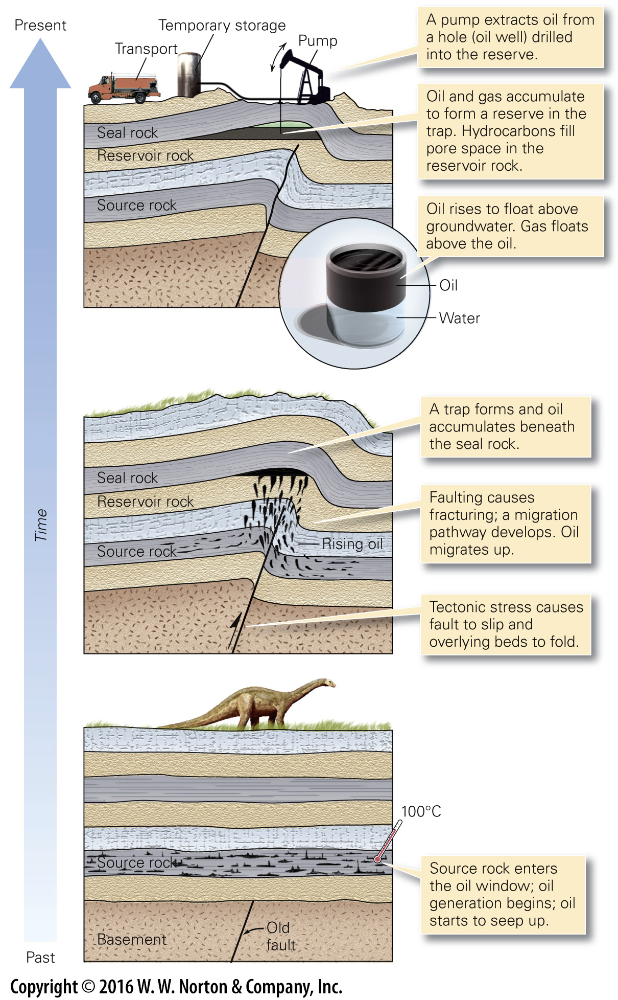 Present
Temporary storage
Transport
Pump
A pump extracts oil from
a hole (oil well) drilled
into the reserve.
Oil and gas accumulate
to form a reserve in the
trap. Hydrocarbons fill
pore space in the
reservoir rock.
Seal rock
Reservoir rock
Source rock
Oil rises to float above
groundwater. Gas floats
above the oil.
Oil
Water
A trap forms and oil
accumulates beneath
the seal rock.
Seal rock
Reservoir rock
Faulting causes
fracturing; a migration
pathway develops. Oil
migrates up.
Rising oil
Source rock
Time
Tectonic stress causes
fault to slip and
overlying beds to fold.
100°C
Source rock
Source rock enters
the oil window; oil
generation begins; oil
starts to seep up.
Old
fault
Basement
Past
Copyright © 2016 W. W. Norton & Company, Inc.